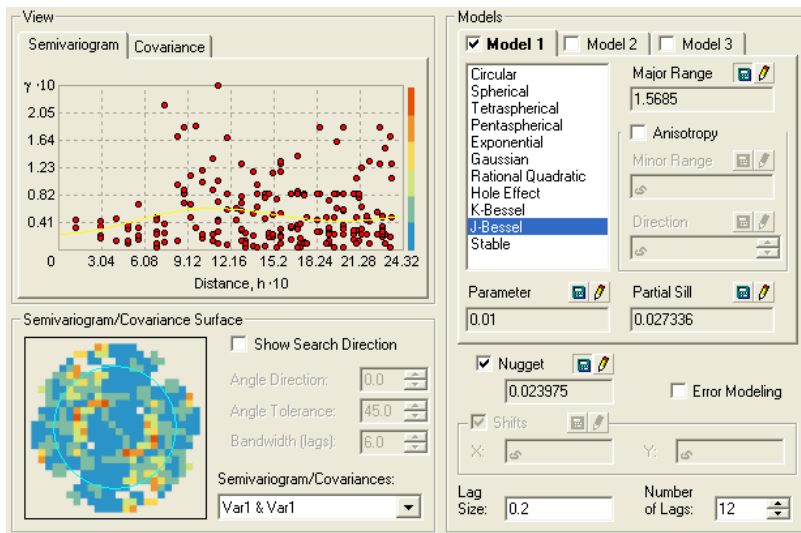 View
Semivariogram Covariance
γ ·10
2.05
1.64
1.23
0.82
0.41
0 3.04 6.08 9.12 12.16 15.2 18.24 21.28 24.32
Distance, h ·10
Semivariogram/Covariance Surface
Show Search Direction
Angle Direction: 0.0
Angle Tolerance: 45.0
Bandwidth (lags): 6.0
Semivariogram/Covariances:
Var1 & Var1
Models
Model 1 Model 2 Model 3
Circular
Spherical
Tetraspherical
Pentaspherical
Exponential
Gaussian
Rational Quadratic
Hole Effect
K-Bessel
J-Bessel
Stable
Major Range
1.5685
Anisotropy
Minor Range
Direction
Parameter
0.01
Partial Sill
0.027336
Nugget
0.023975
Error Modeling
Shifts
X: Y:
Lag
Size: 0.2
Number
of Lags: 12